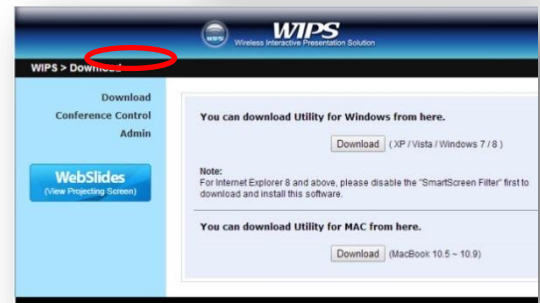 WIPS
Wireless Interactive Presentation Solution
WIPS > Download
Download
Conference Control
Admin
WebSlides
(View Projecting Screen)
You can download Utility for Windows from here.
Download ( XP / Vista / Windows 7 / 8 )
Note:
For Internet Explorer 8 and above, please disable the "SmartScreen Filter" first to
download and install this software.
You can download Utility for MAC from here.
Download (MacBook 10.5 ~ 10.9)